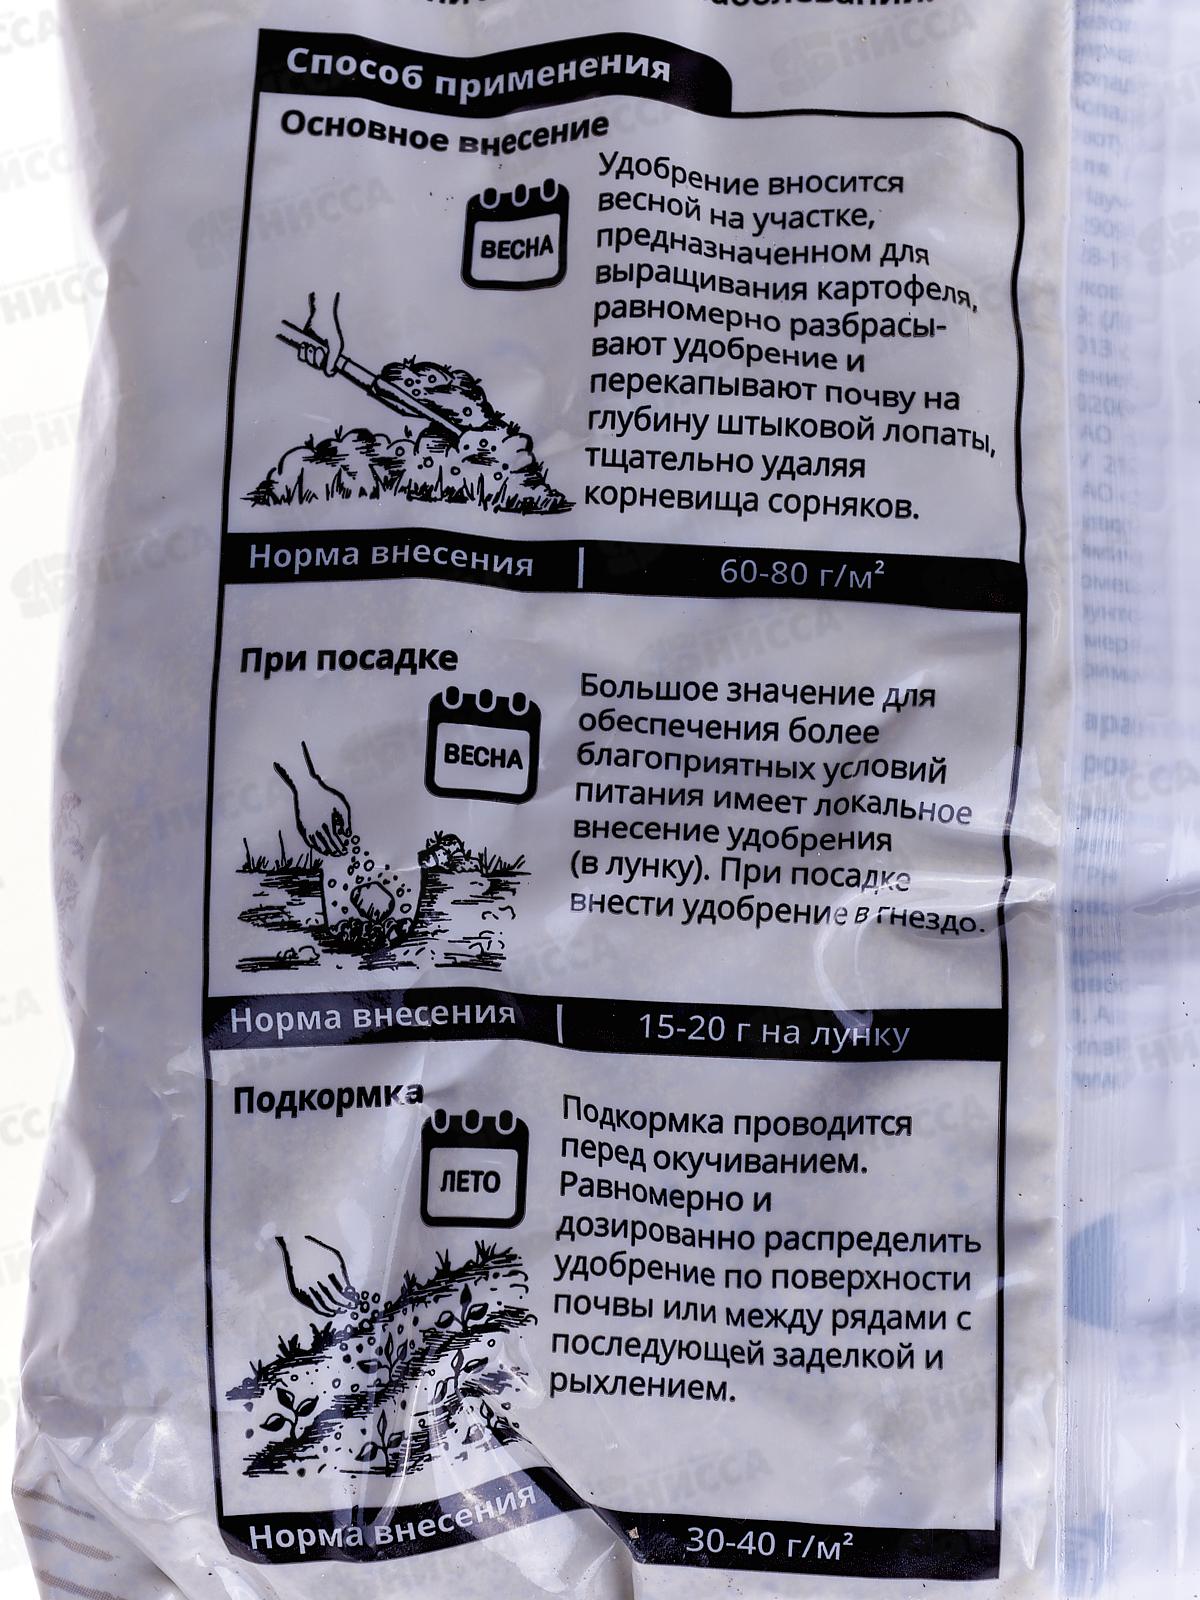 Способ применения
Основное внесение
ВЕСНА
Удобрение вносится
весной на участке,
предназначенном для
выращивания картофеля,
равномерно разбрасы-
вают удобрение и
перекапывают почву на
глубину штыковой лопаты,
тщательно удаляя
корневища сорняков.
Норма внесения | 60-80 г/м²
При посадке
ВЕСНА
Большое значение для
обеспечения более
благоприятных условий
питания имеет локальное
внесение удобрения
(в лунку). При посадке
внести удобрение в гнездо.
Норма внесения | 15-20 г на лунку
Подкормка
ЛЕТО
Подкормка проводится
перед окучиванием.
Равномерно и
дозированно распределить
удобрение по поверхности
почвы или между рядами с
последующей заделкой и
рыхлением.
Норма внесения 30-40 г/м²
НИССА